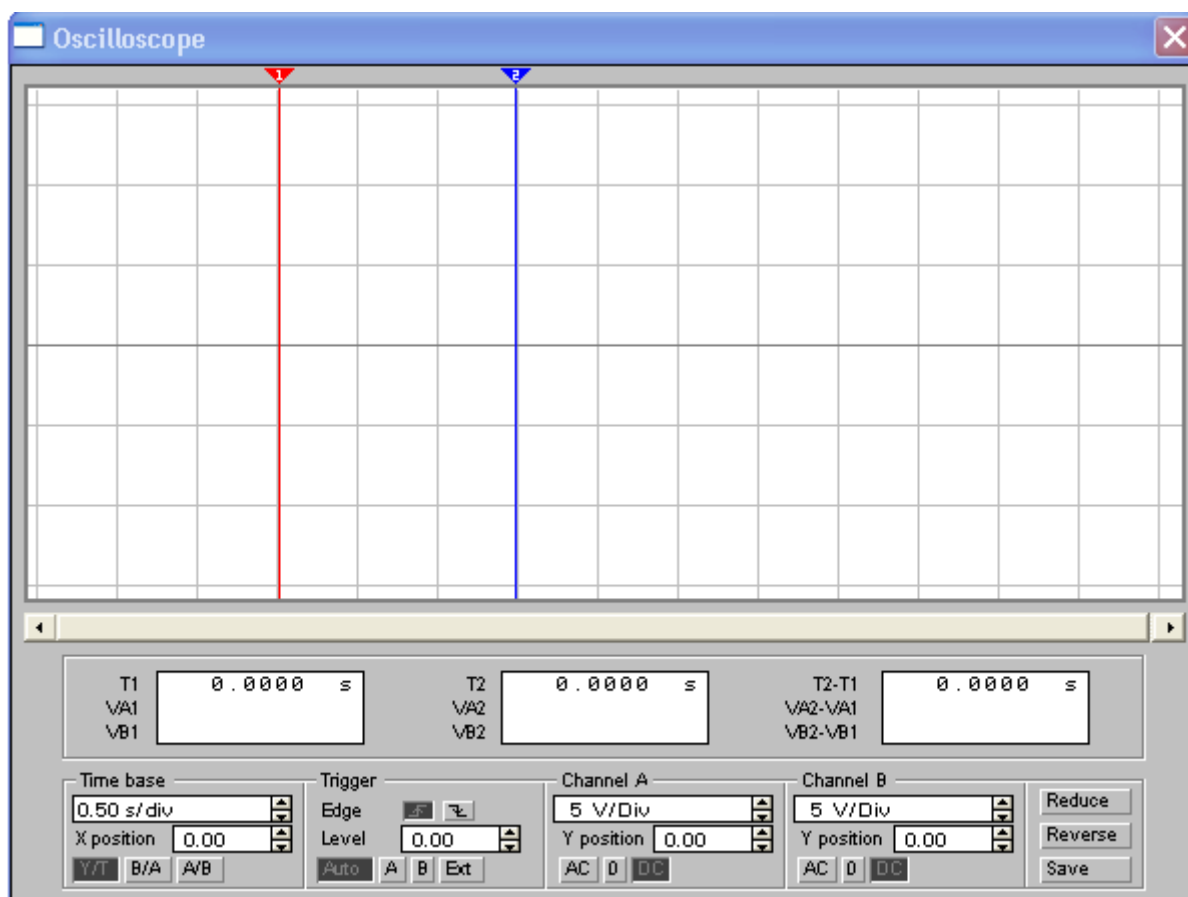 Oscilloscope
1 2
T1 0.0000 s T2 0.0000 s T2-T1 0.0000 s
VA1 VA2 VA2-VA1
VB1 VB2 VB2-VB1
Time base Trigger Channel A Channel B
0.50 s/div Edge 5 V/Div 5 V/Div Reduce
X position 0.00 Level 0.00 Y position 0.00 Y position 0.00 Reverse
Y/T B/A A/B Auto A B Ext AC 0 DC AC 0 DC Save